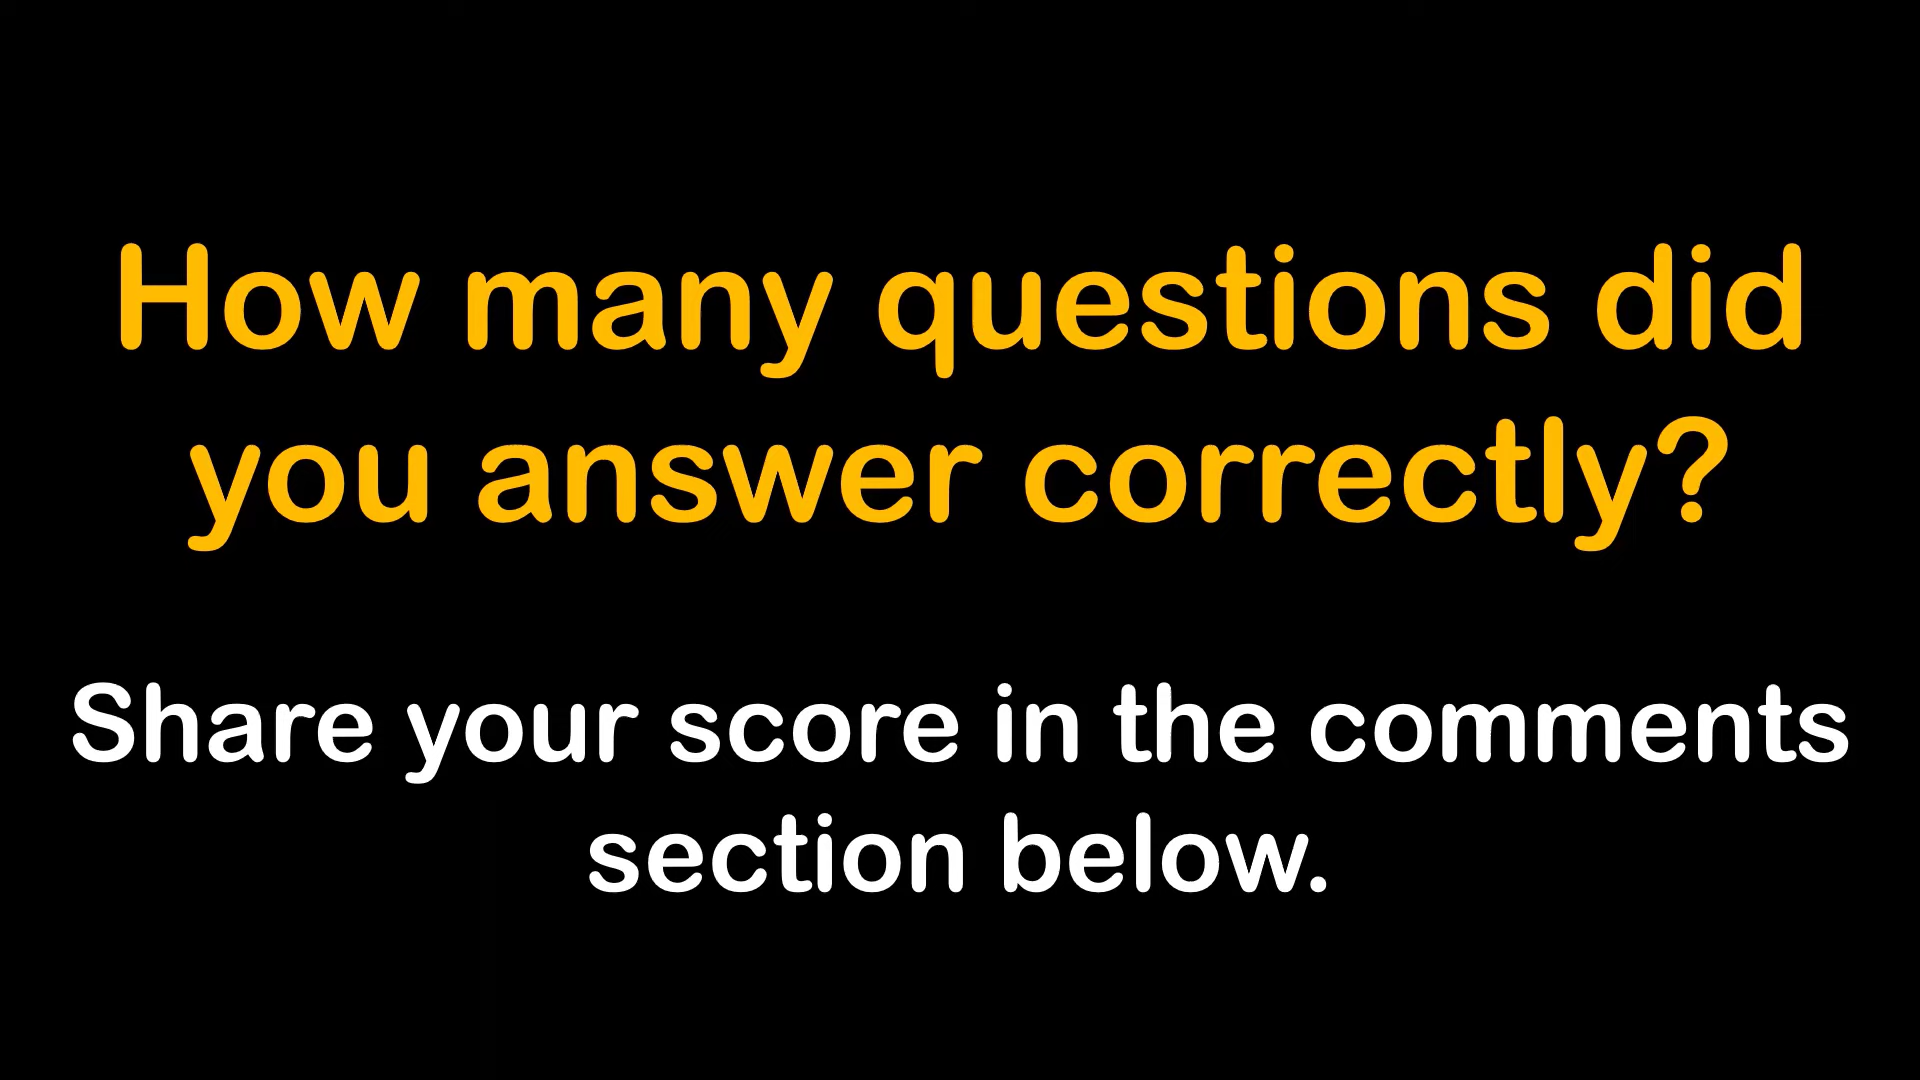 How many questions did
you answer correctly?
Share your score in the comments
section below.